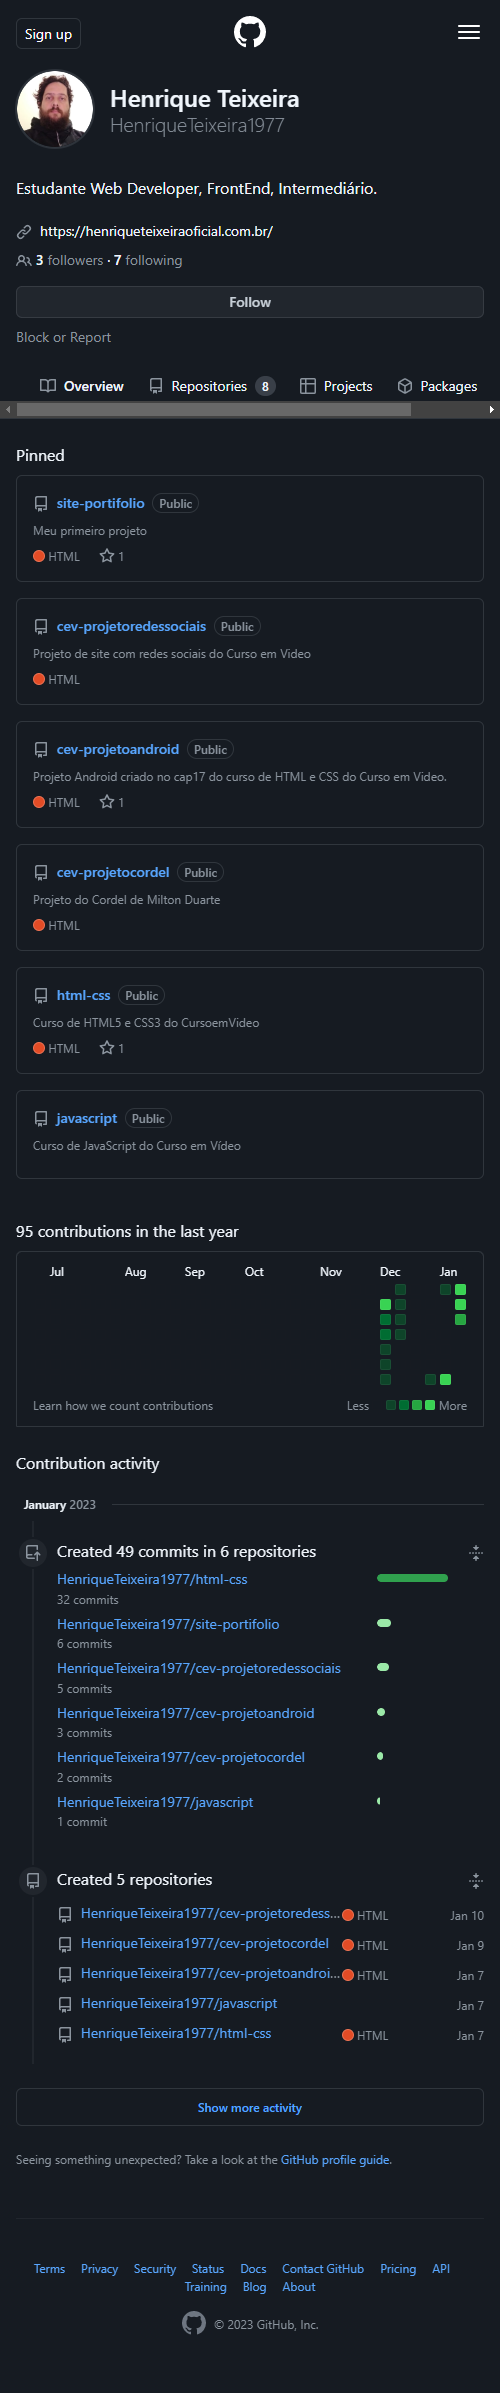 Sign up
Henrique Teixeira
HenriqueTeixeira1977
Estudante Web Developer, FrontEnd, Intermediário.
https://henriqueteixeiraoficial.com.br/
3 followers · 7 following
Follow
Block or Report
Overview Repositories 8 Projects Packages
Pinned
site-portifolio Public
Meu primeiro projeto
HTML 1
cev-projetoredessociais Public
Projeto de site com redes sociais do Curso em Video
HTML
cev-projetoandroid Public
Projeto Android criado no cap17 do curso de HTML e CSS do Curso em Video.
HTML 1
cev-projetocordel Public
Projeto do Cordel de Milton Duarte
HTML
html-css Public
Curso de HTML5 e CSS3 do CursoemVideo
HTML 1
javascript Public
Curso de JavaScript do Curso em Vídeo
95 contributions in the last year
Jul Aug Sep Oct Nov Dec Jan
Learn how we count contributions Less More
Contribution activity
January 2023
Created 49 commits in 6 repositories
HenriqueTeixeira1977/html-css
32 commits
HenriqueTeixeira1977/site-portifolio
6 commits
HenriqueTeixeira1977/cev-projetoredessociais
5 commits
HenriqueTeixeira1977/cev-projetoandroid
3 commits
HenriqueTeixeira1977/cev-projetocordel
2 commits
HenriqueTeixeira1977/javascript
1 commit
Created 5 repositories
HenriqueTeixeira1977/cev-projetoredess... HTML Jan 10
HenriqueTeixeira1977/cev-projetocordel HTML Jan 9
HenriqueTeixeira1977/cev-projetoandroi... HTML Jan 7
HenriqueTeixeira1977/javascript Jan 7
HenriqueTeixeira1977/html-css HTML Jan 7
Show more activity
Seeing something unexpected? Take a look at the GitHub profile guide.
Terms Privacy Security Status Docs Contact GitHub Pricing API
Training Blog About
© 2023 GitHub, Inc.